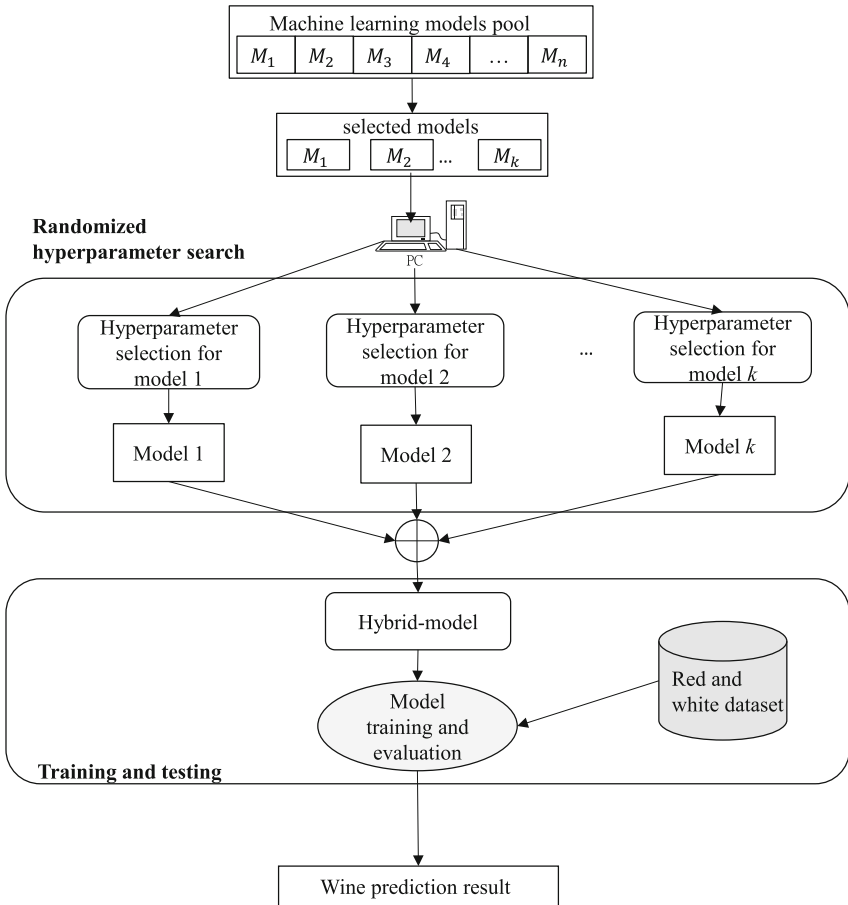 Machine learning models pool
M₁ M₂ M₃ M₄ … Mₙ
selected models
M₁ M₂ ... Mₖ
Randomized
hyperparameter search
PC
Hyperparameter
selection for
model 1
Hyperparameter
selection for
model 2
...
Hyperparameter
selection for
model k
Model 1
Model 2
Model k
Hybrid-model
Model
training and
evaluation
Red and
white dataset
Training and testing
Wine prediction result